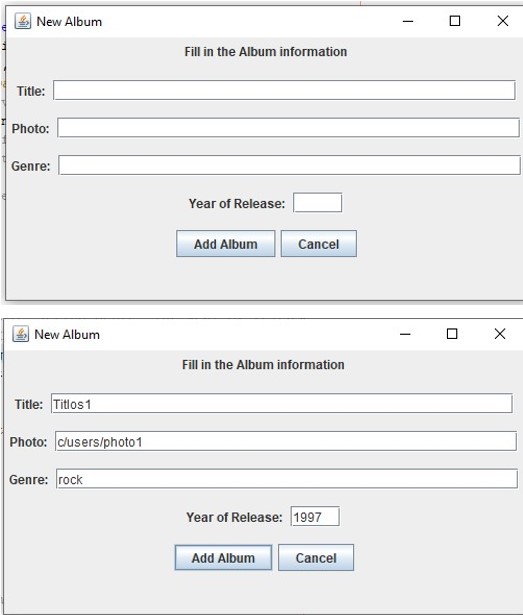 New Album
Fill in the Album information
Title:
Photo:
Genre:
Year of Release:
Add Album Cancel
New Album
Fill in the Album information
Title: Titlos1
Photo: c/users/photo1
Genre: rock
Year of Release: 1997
Add Album Cancel